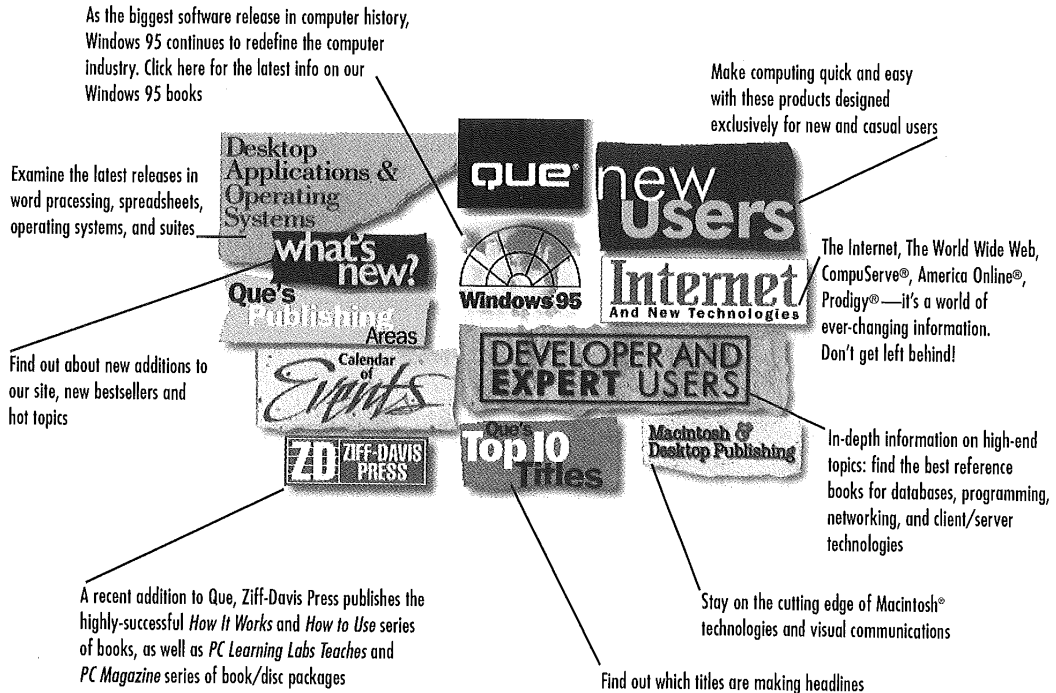 As the biggest software release in computer history,
Windows 95 continues to redefine the computer
industry. Click here for the latest info on our
Windows 95 books
Make computing quick and easy
with these products designed
exclusively for new and casual users
Examine the latest releases in
word processing, spreadsheets,
operating systems, and suites
Desktop
Applications &
Operating
Systems
QUE®
new
users
what's
new?
Windows 95
Internet
And New Technologies
The Internet, The World Wide Web,
CompuServe®, America Online®,
Prodigy®—it's a world of
ever-changing information.
Don't get left behind!
Que's
Publishing
Areas
Find out about new additions to
our site, new bestsellers and
hot topics
Calendar
of
Events
DEVELOPER AND
EXPERT USERS
ZD ZIFF-DAVIS
PRESS
Que's
Top 10
Titles
Macintosh &
Desktop Publishing
In-depth information on high-end
topics: find the best reference
books for databases, programming,
networking, and client/server
technologies
A recent addition to Que, Ziff-Davis Press publishes the
highly-successful How It Works and How to Use series
of books, as well as PC Learning Labs Teaches and
PC Magazine series of book/disc packages
Stay on the cutting edge of Macintosh®
technologies and visual communications
Find out which titles are making headlines